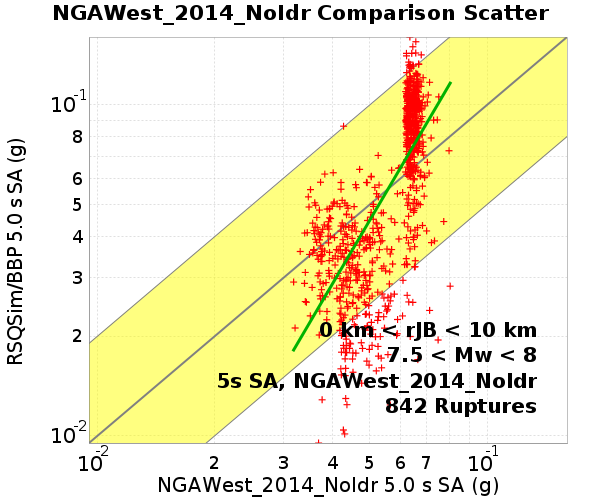 NGAWest_2014_NoIdr Comparison Scatter
RSQSim/BBP 5.0 s SA (g)
10-1
8
6
5
4
3
2
10-2
0 km < rJB < 10 km
7.5 < Mw < 8
5s SA, NGAWest_2014_NoIdr
842 Ruptures
10-2 2 3 4 5 6 7 10-1
NGAWest_2014_NoIdr 5.0 s SA (g)